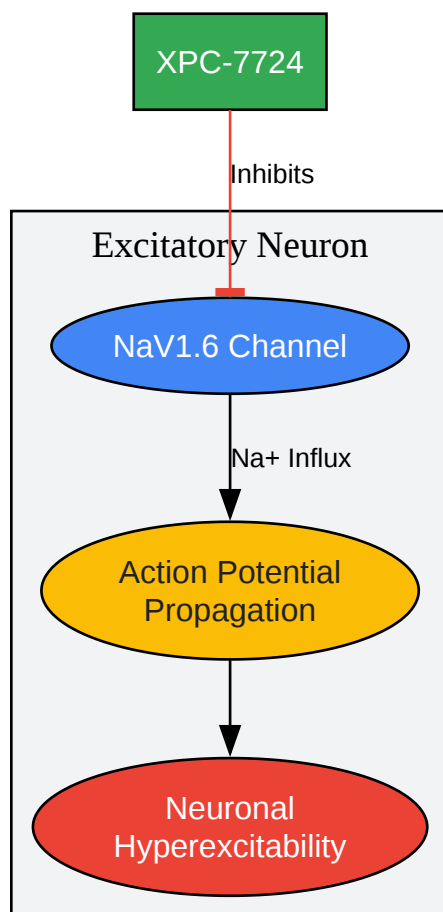 XPC-7724
Inhibits
Excitatory Neuron
NaV1.6 Channel
Na+ Influx
Action Potential
Propagation
Neuronal
Hyperexcitability